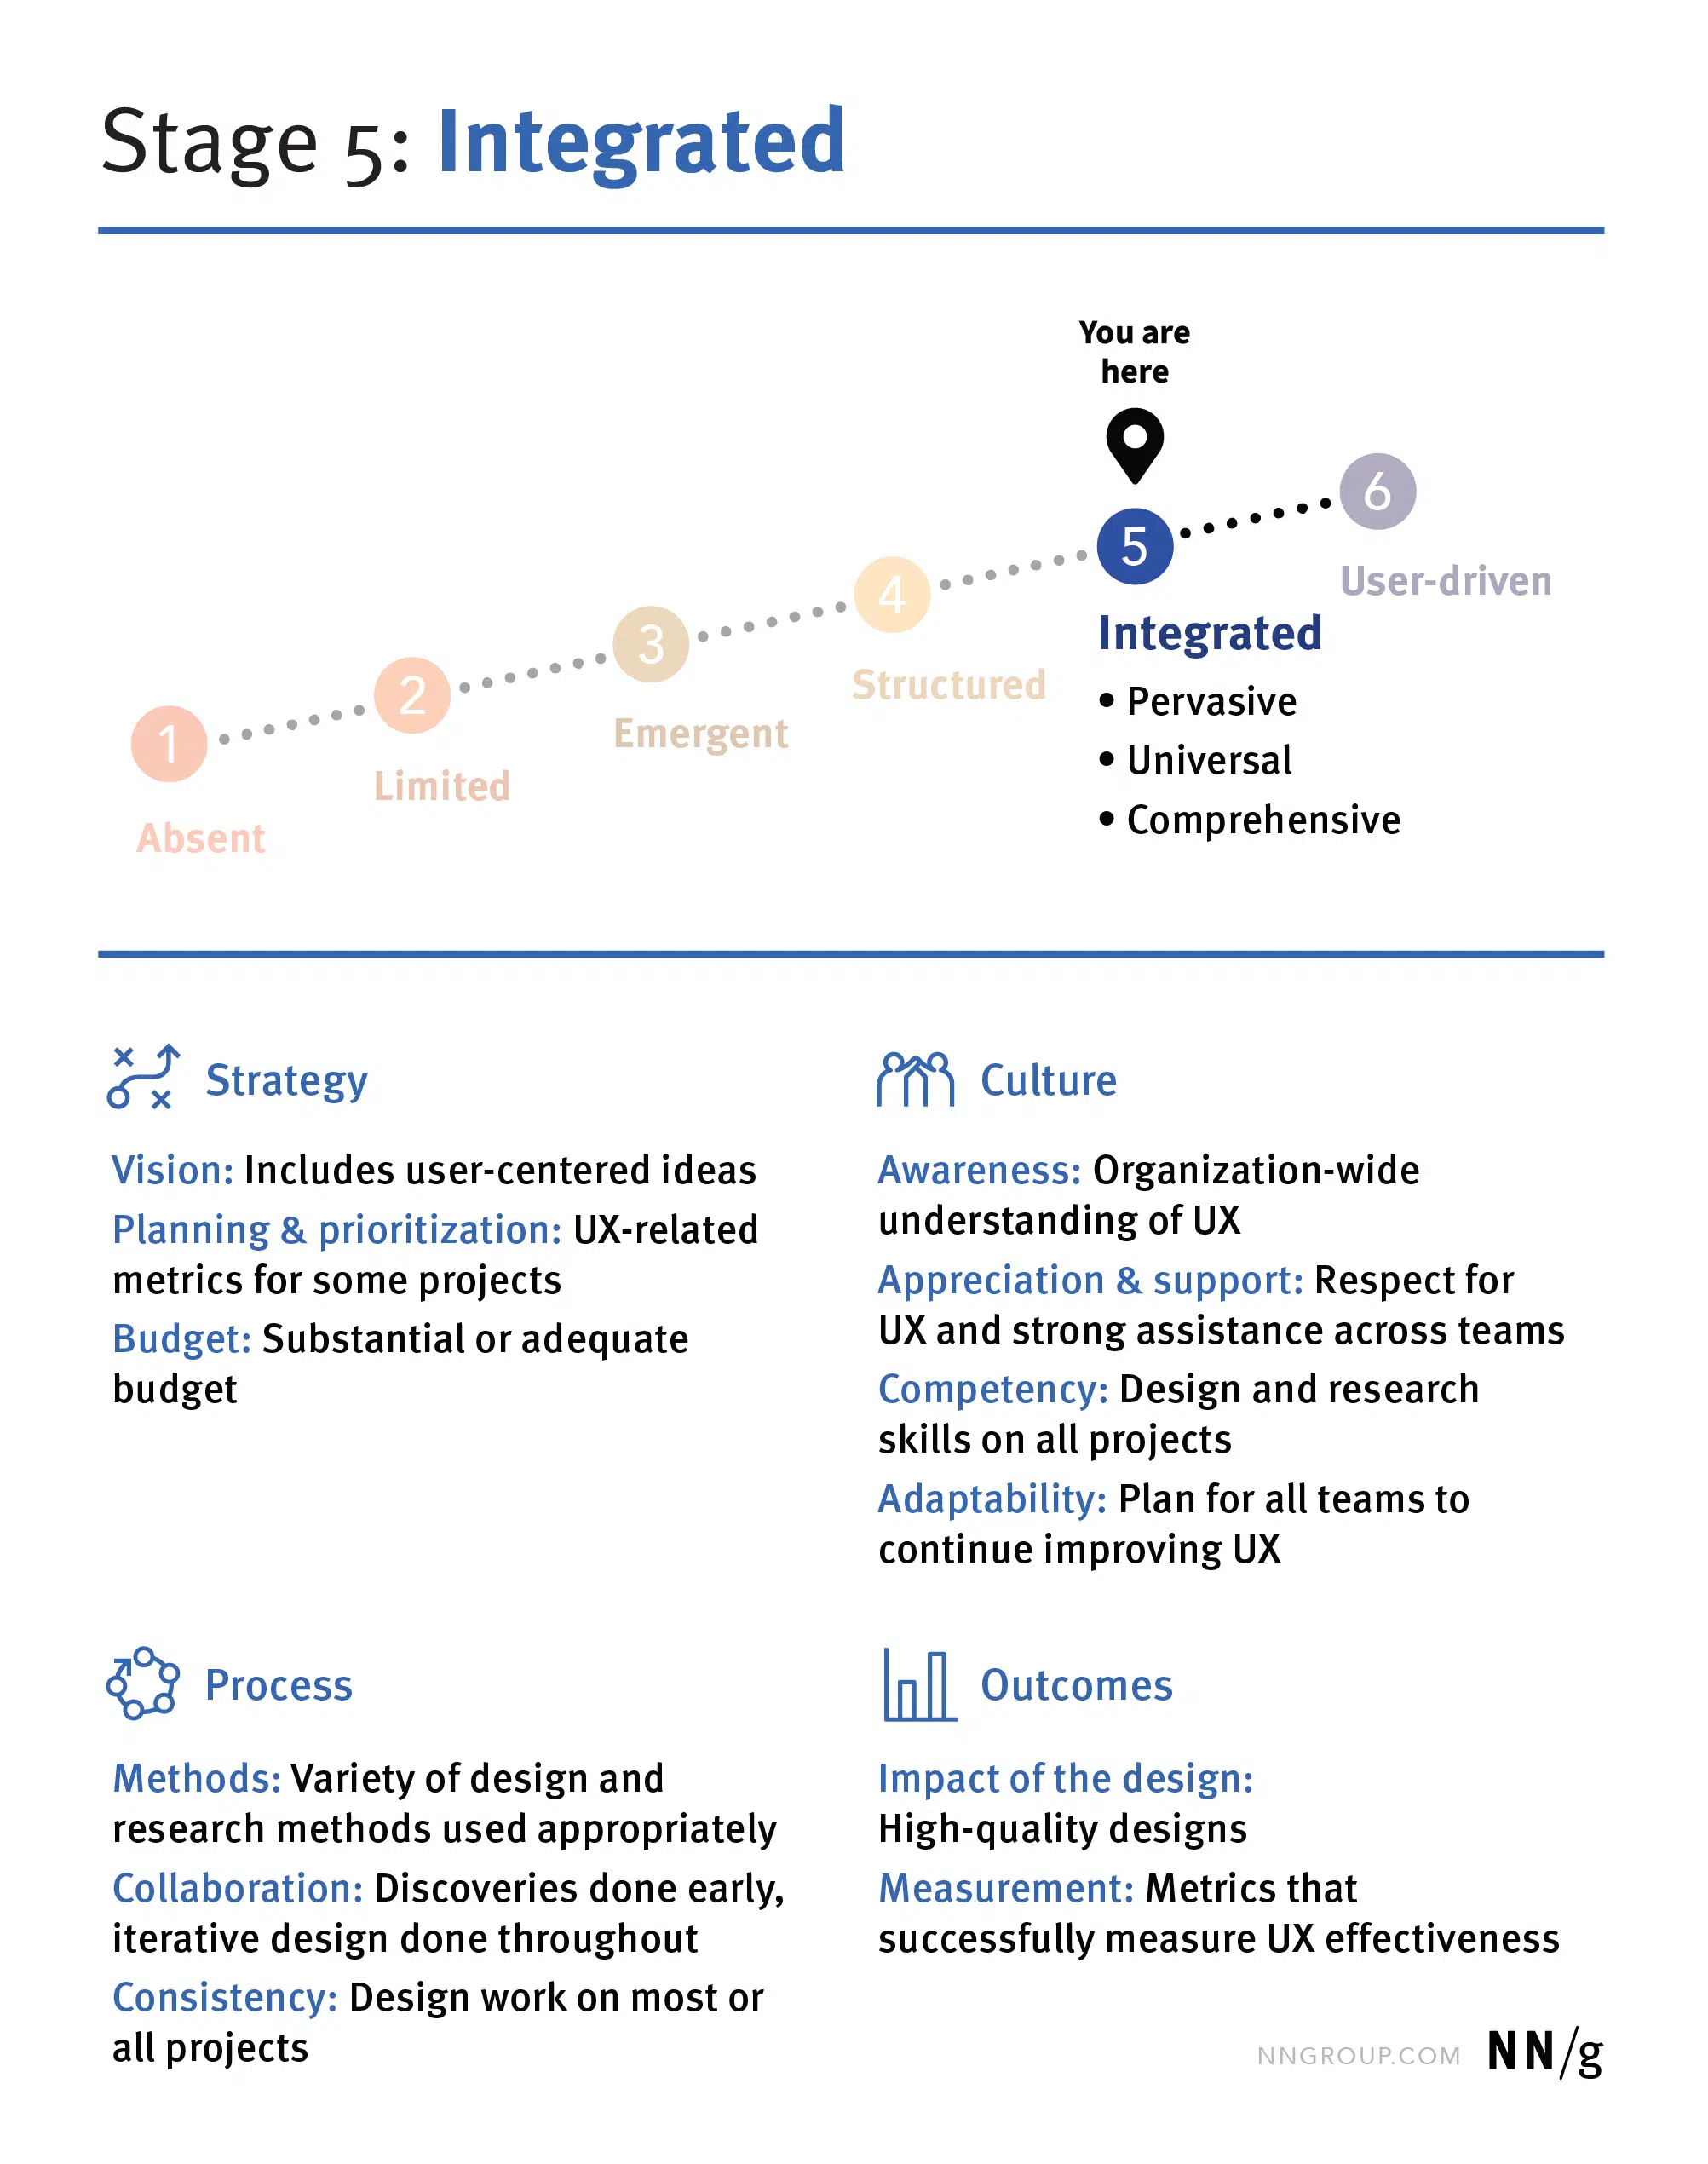 Stage 5: Integrated
You are
here
1
Absent
2
Limited
3
Emergent
4
Structured
5
Integrated
• Pervasive
• Universal
• Comprehensive
6
User-driven
Strategy
Vision: Includes user-centered ideas
Planning & prioritization: UX-related
metrics for some projects
Budget: Substantial or adequate
budget
Culture
Awareness: Organization-wide
understanding of UX
Appreciation & support: Respect for
UX and strong assistance across teams
Competency: Design and research
skills on all projects
Adaptability: Plan for all teams to
continue improving UX
Process
Methods: Variety of design and
research methods used appropriately
Collaboration: Discoveries done early,
iterative design done throughout
Consistency: Design work on most or
all projects
Outcomes
Impact of the design:
High-quality designs
Measurement: Metrics that
successfully measure UX effectiveness
NNGROUP.COM NN/g